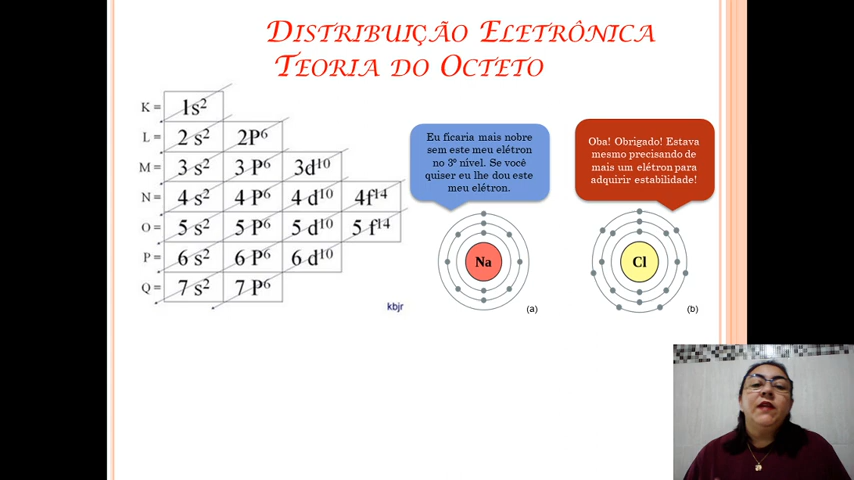 DISTRIBUIÇÃO ELETRÔNICA
TEORIA DO OCTETO
K = 1s²
L = 2 s² 2P⁶
M = 3 s² 3 P⁶ 3d¹⁰
N = 4 s² 4 P⁶ 4 d¹⁰ 4f¹⁴
O = 5 s² 5 P⁶ 5 d¹⁰ 5 f¹⁴
P = 6 s² 6 P⁶ 6 d¹⁰
Q = 7 s² 7 P⁶
kbjr
Eu ficaria mais nobre
sem este meu elétron
no 3º nível. Se você
quiser eu lhe dou este
meu elétron.
Na
(a)
Oba! Obrigado! Estava
mesmo precisando de
mais um elétron para
adquirir estabilidade!
Cl
(b)